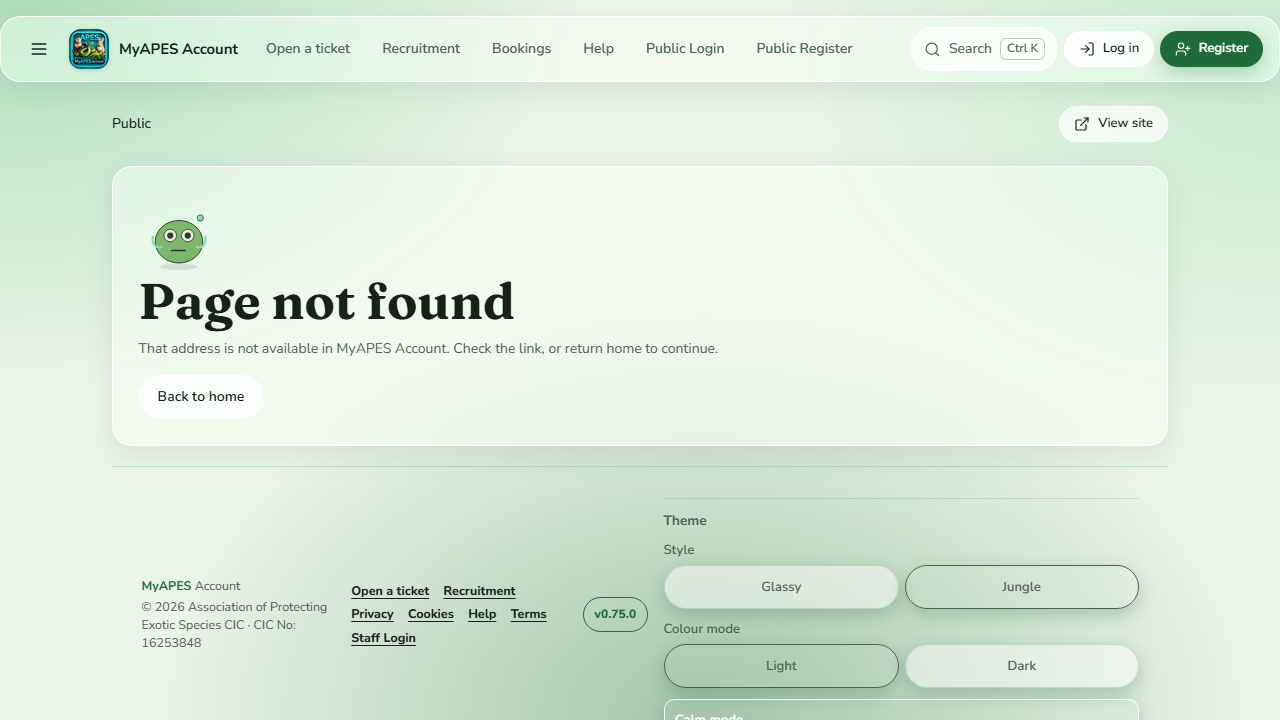 MyAPES Account
Open a ticket
Recruitment
Bookings
Help
Public Login
Public Register
Search
Ctrl K
Log in
Register
Public
View site
Page not found
That address is not available in MyAPES Account. Check the link, or return home to continue.
Back to home
MyAPES Account
© 2026 Association of Protecting
Exotic Species CIC · CIC No:
16253848
Open a ticket Recruitment
Privacy Cookies Help Terms
Staff Login
v0.75.0
Theme
Style
Glassy
Jungle
Colour mode
Light
Dark
Calm mode